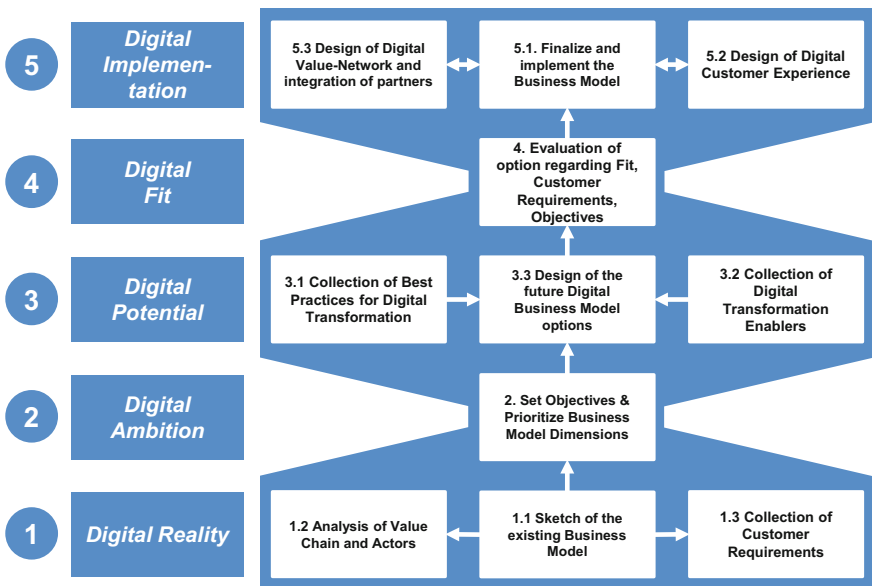 5
Digital
Implemen-
tation
5.3 Design of Digital
Value-Network and
integration of partners
5.1. Finalize and
implement the
Business Model
5.2 Design of Digital
Customer Experience
4
Digital
Fit
4. Evaluation of
option regarding Fit,
Customer
Requirements,
Objectives
3
Digital
Potential
3.1 Collection of Best
Practices for Digital
Transformation
3.3 Design of the
future Digital
Business Model
options
3.2 Collection of
Digital
Transformation
Enablers
2
Digital
Ambition
2. Set Objectives &
Prioritize Business
Model Dimensions
1
Digital Reality
1.2 Analysis of Value
Chain and Actors
1.1 Sketch of the
existing Business
Model
1.3 Collection of
Customer
Requirements